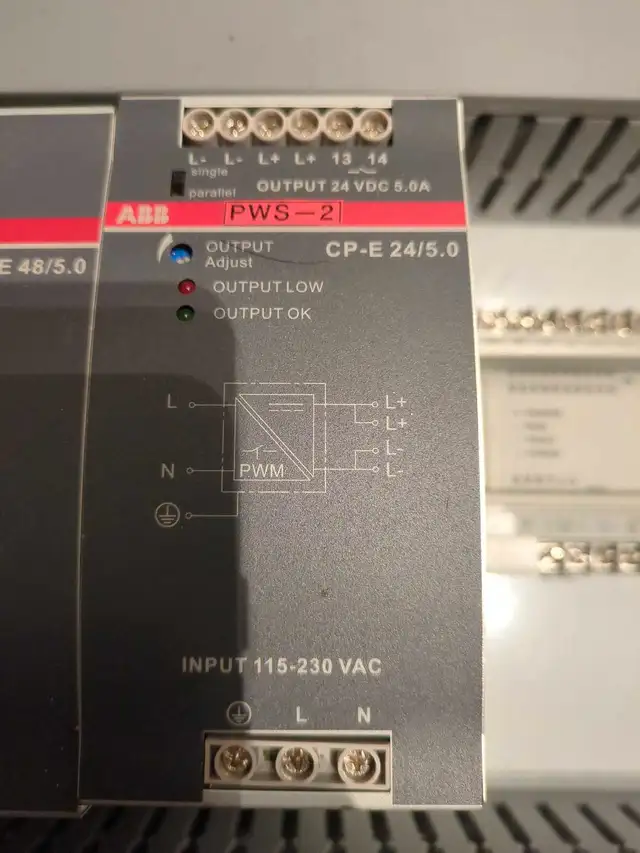 L- L- L+ L+ 13 14
single
parallel
OUTPUT 24 VDC 5.0A
ABB PWS-2
OUTPUT
Adjust
CP-E 24/5.0
E 48/5.0
OUTPUT LOW
OUTPUT OK
L
L+
L+
L-
N
PWM
L-
INPUT 115-230 VAC
L N